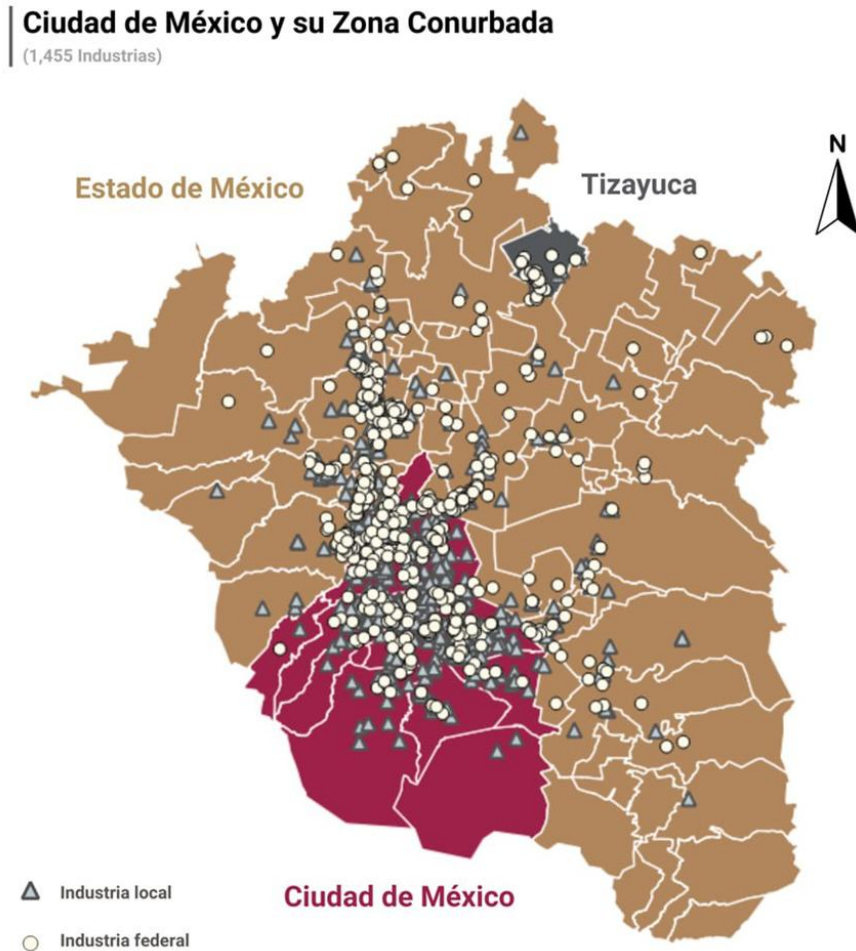 Ciudad de México y su Zona Conurbada
(1,455 Industrias)
N
Estado de México
Tizayuca
Ciudad de México
Industria local
Industria federal